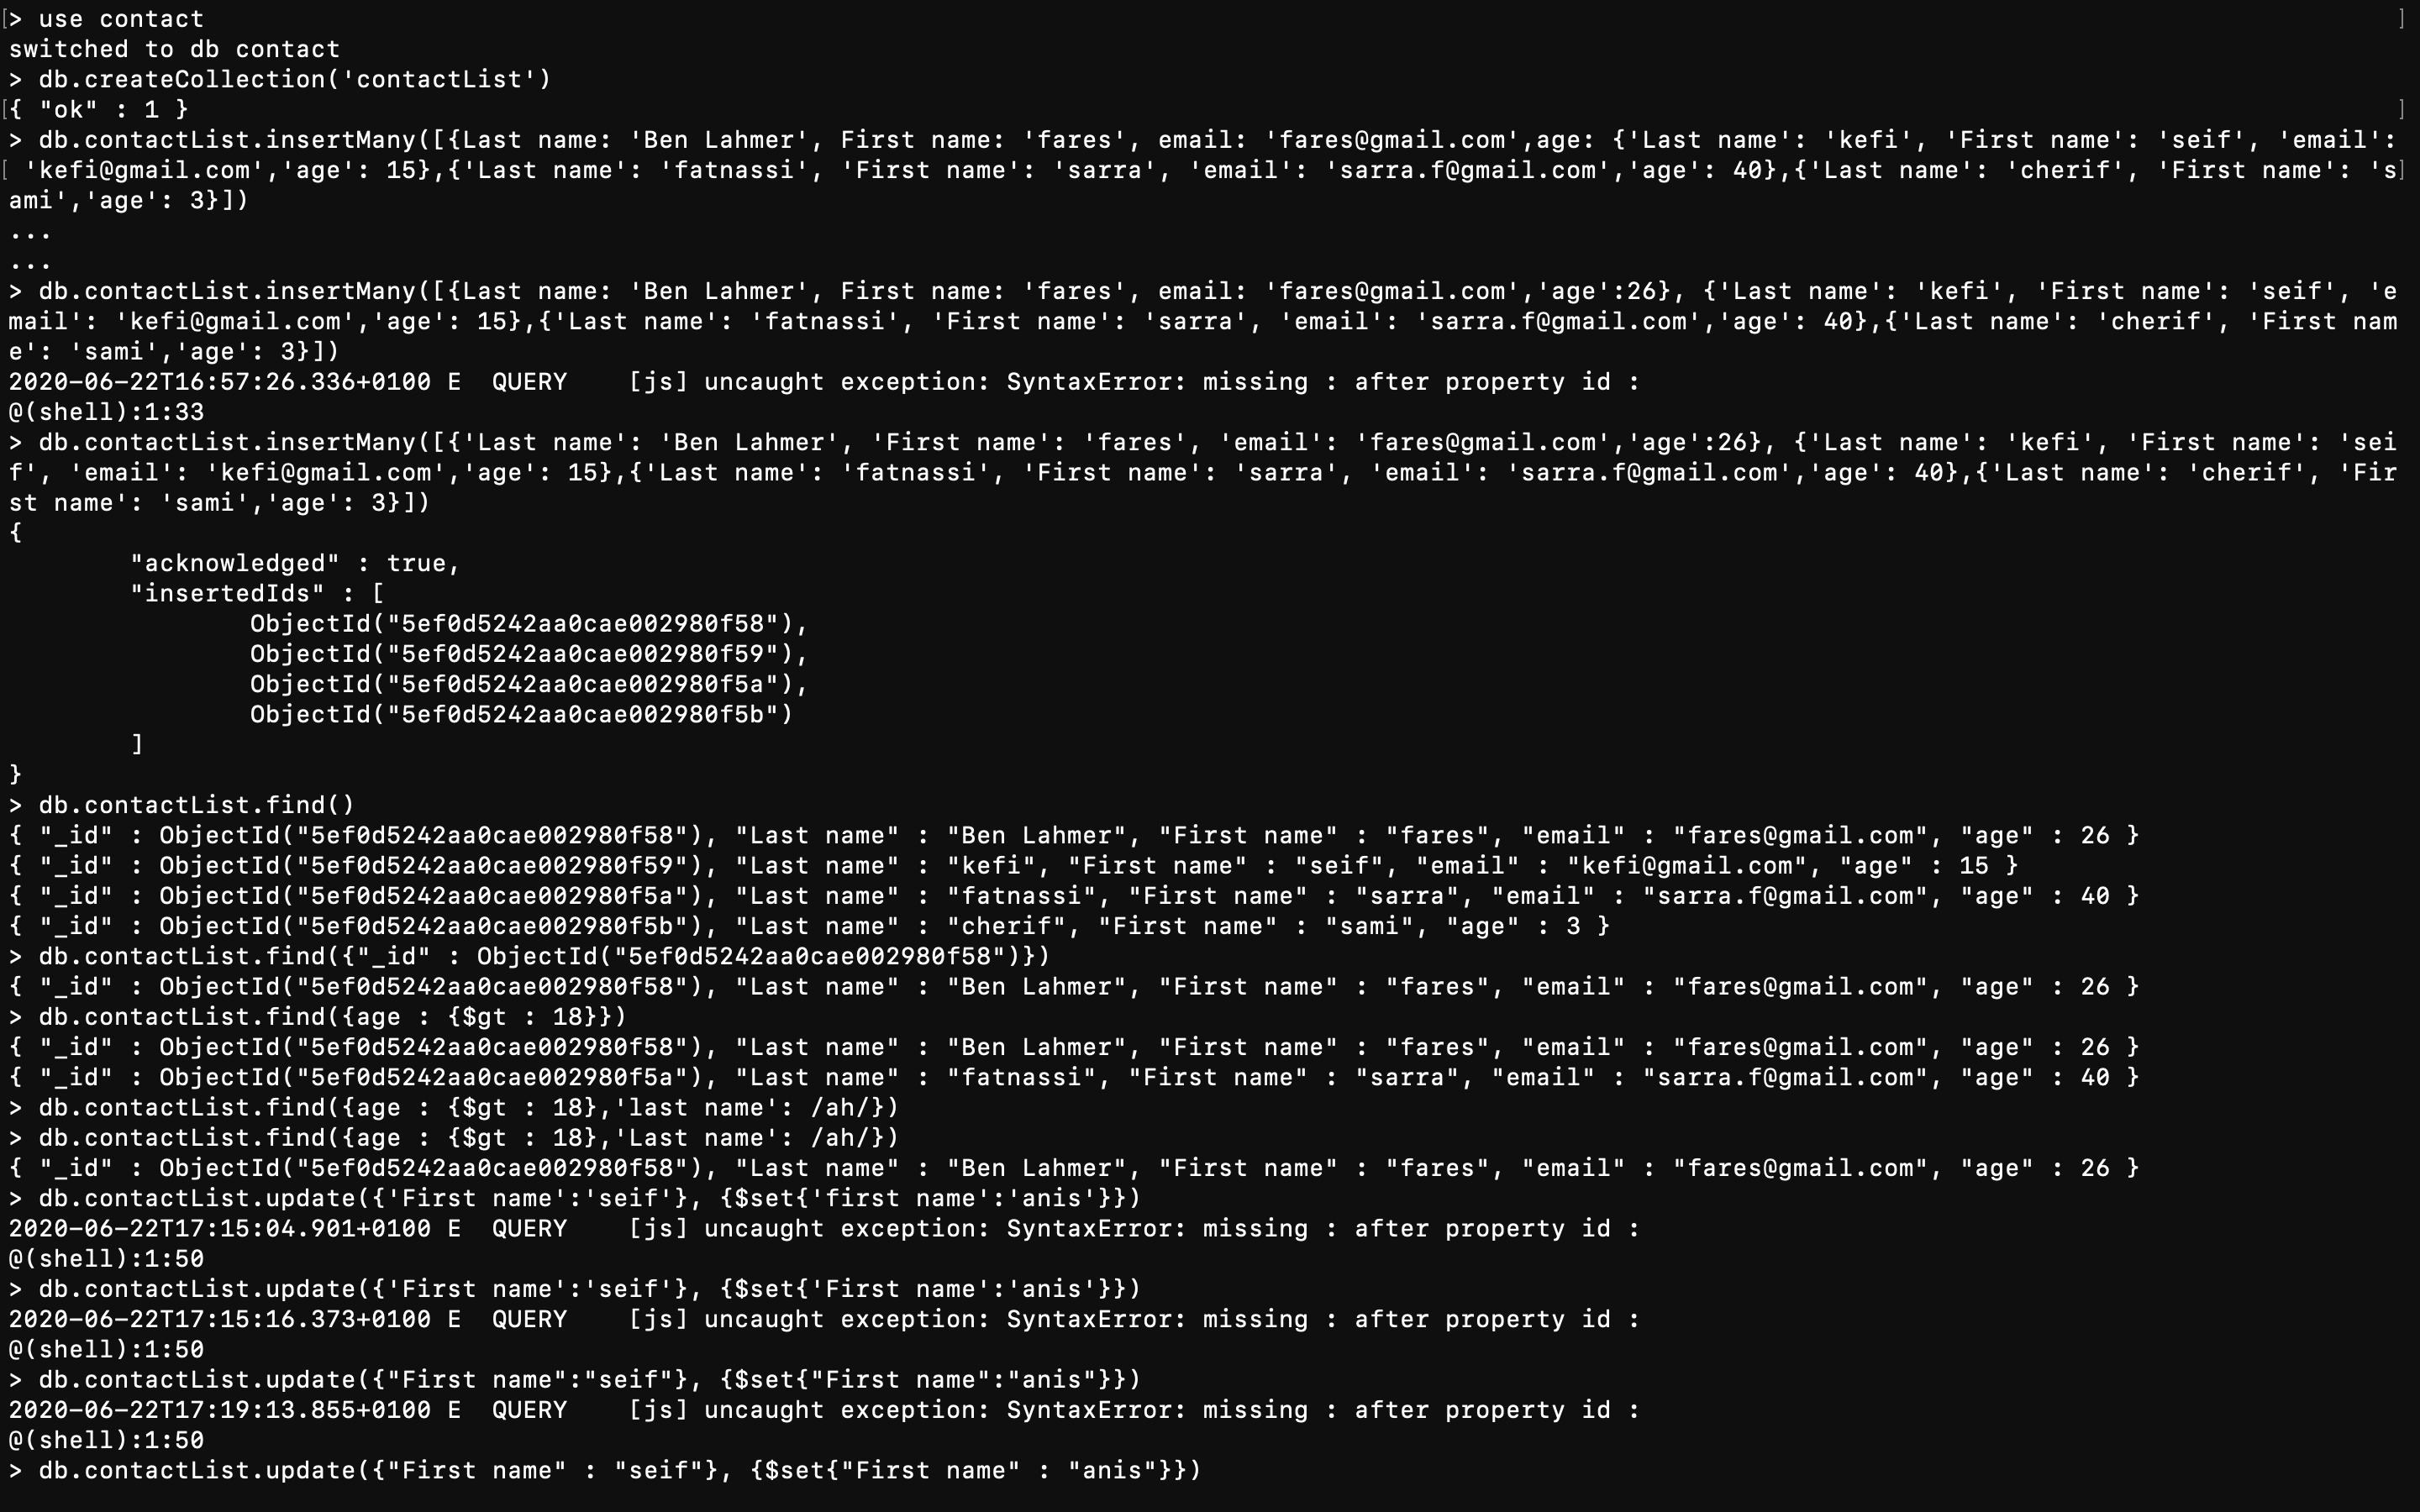 [> use contact ]
switched to db contact
> db.createCollection('contactList')
[{ "ok" : 1 } ]
> db.contactList.insertMany([{Last name: 'Ben Lahmer', First name: 'fares', email: 'fares@gmail.com',age: {'Last name': 'kefi', 'First name': 'seif', 'email':
[ 'kefi@gmail.com','age': 15},{'Last name': 'fatnassi', 'First name': 'sarra', 'email': 'sarra.f@gmail.com','age': 40},{'Last name': 'cherif', 'First name': 's]
ami','age': 3}])
...
...
> db.contactList.insertMany([{Last name: 'Ben Lahmer', First name: 'fares', email: 'fares@gmail.com','age':26}, {'Last name': 'kefi', 'First name': 'seif', 'e
mail': 'kefi@gmail.com','age': 15},{'Last name': 'fatnassi', 'First name': 'sarra', 'email': 'sarra.f@gmail.com','age': 40},{'Last name': 'cherif', 'First nam
e': 'sami','age': 3}])
2020-06-22T16:57:26.336+0100 E  QUERY    [js] uncaught exception: SyntaxError: missing : after property id :
@(shell):1:33
> db.contactList.insertMany([{'Last name': 'Ben Lahmer', 'First name': 'fares', 'email': 'fares@gmail.com','age':26}, {'Last name': 'kefi', 'First name': 'sei
f', 'email': 'kefi@gmail.com','age': 15},{'Last name': 'fatnassi', 'First name': 'sarra', 'email': 'sarra.f@gmail.com','age': 40},{'Last name': 'cherif', 'Fir
st name': 'sami','age': 3}])
{
        "acknowledged" : true,
        "insertedIds" : [
                ObjectId("5ef0d5242aa0cae002980f58"),
                ObjectId("5ef0d5242aa0cae002980f59"),
                ObjectId("5ef0d5242aa0cae002980f5a"),
                ObjectId("5ef0d5242aa0cae002980f5b")
        ]
}
> db.contactList.find()
{ "_id" : ObjectId("5ef0d5242aa0cae002980f58"), "Last name" : "Ben Lahmer", "First name" : "fares", "email" : "fares@gmail.com", "age" : 26 }
{ "_id" : ObjectId("5ef0d5242aa0cae002980f59"), "Last name" : "kefi", "First name" : "seif", "email" : "kefi@gmail.com", "age" : 15 }
{ "_id" : ObjectId("5ef0d5242aa0cae002980f5a"), "Last name" : "fatnassi", "First name" : "sarra", "email" : "sarra.f@gmail.com", "age" : 40 }
{ "_id" : ObjectId("5ef0d5242aa0cae002980f5b"), "Last name" : "cherif", "First name" : "sami", "age" : 3 }
> db.contactList.find({"_id" : ObjectId("5ef0d5242aa0cae002980f58")})
{ "_id" : ObjectId("5ef0d5242aa0cae002980f58"), "Last name" : "Ben Lahmer", "First name" : "fares", "email" : "fares@gmail.com", "age" : 26 }
> db.contactList.find({age : {$gt : 18}})
{ "_id" : ObjectId("5ef0d5242aa0cae002980f58"), "Last name" : "Ben Lahmer", "First name" : "fares", "email" : "fares@gmail.com", "age" : 26 }
{ "_id" : ObjectId("5ef0d5242aa0cae002980f5a"), "Last name" : "fatnassi", "First name" : "sarra", "email" : "sarra.f@gmail.com", "age" : 40 }
> db.contactList.find({age : {$gt : 18},'last name': /ah/})
> db.contactList.find({age : {$gt : 18},'Last name': /ah/})
{ "_id" : ObjectId("5ef0d5242aa0cae002980f58"), "Last name" : "Ben Lahmer", "First name" : "fares", "email" : "fares@gmail.com", "age" : 26 }
> db.contactList.update({'First name':'seif'}, {$set{'first name':'anis'}})
2020-06-22T17:15:04.901+0100 E  QUERY    [js] uncaught exception: SyntaxError: missing : after property id :
@(shell):1:50
> db.contactList.update({'First name':'seif'}, {$set{'First name':'anis'}})
2020-06-22T17:15:16.373+0100 E  QUERY    [js] uncaught exception: SyntaxError: missing : after property id :
@(shell):1:50
> db.contactList.update({"First name":"seif"}, {$set{"First name":"anis"}})
2020-06-22T17:19:13.855+0100 E  QUERY    [js] uncaught exception: SyntaxError: missing : after property id :
@(shell):1:50
> db.contactList.update({"First name" : "seif"}, {$set{"First name" : "anis"}})